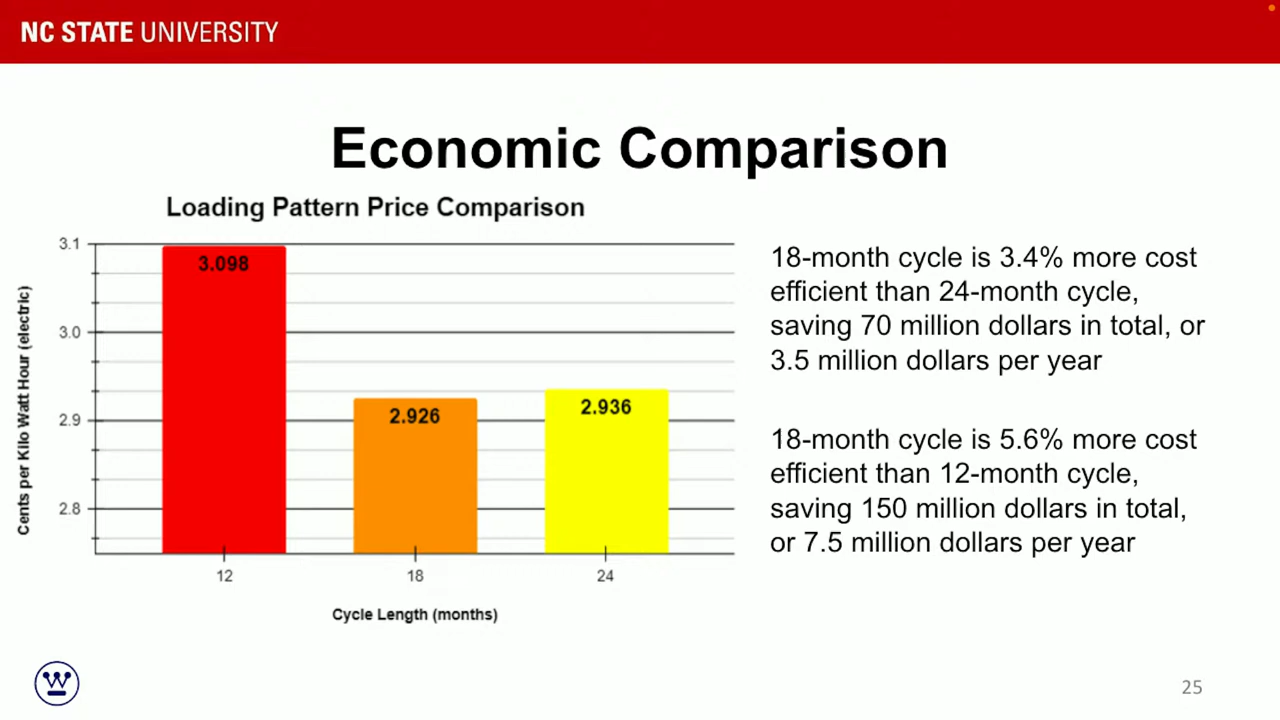 NC STATE UNIVERSITY
Economic Comparison
Loading Pattern Price Comparison
Cents per Kilo Watt Hour (electric)
3.1
3.0
2.9
2.8
3.098
2.926
2.936
12
18
24
Cycle Length (months)
18-month cycle is 3.4% more cost
efficient than 24-month cycle,
saving 70 million dollars in total, or
3.5 million dollars per year
18-month cycle is 5.6% more cost
efficient than 12-month cycle,
saving 150 million dollars in total,
or 7.5 million dollars per year
W
25